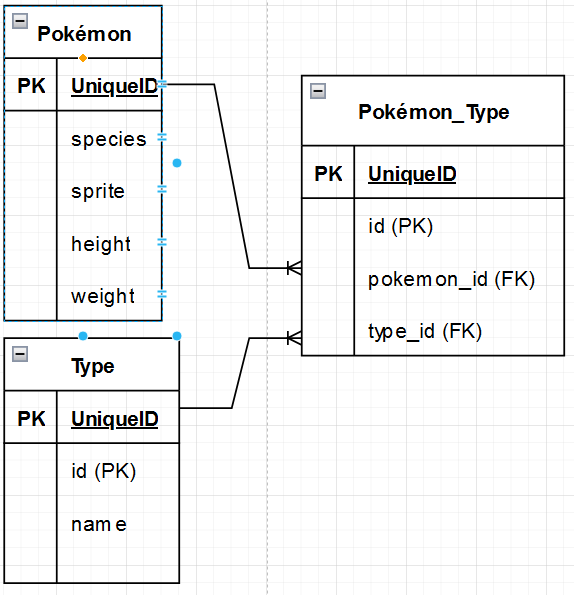 Pokémon
PK UniqueID
species
sprite
height
weight
Pokémon_Type
PK UniqueID
id (PK)
pokemon_id (FK)
type_id (FK)
Type
PK UniqueID
id (PK)
name